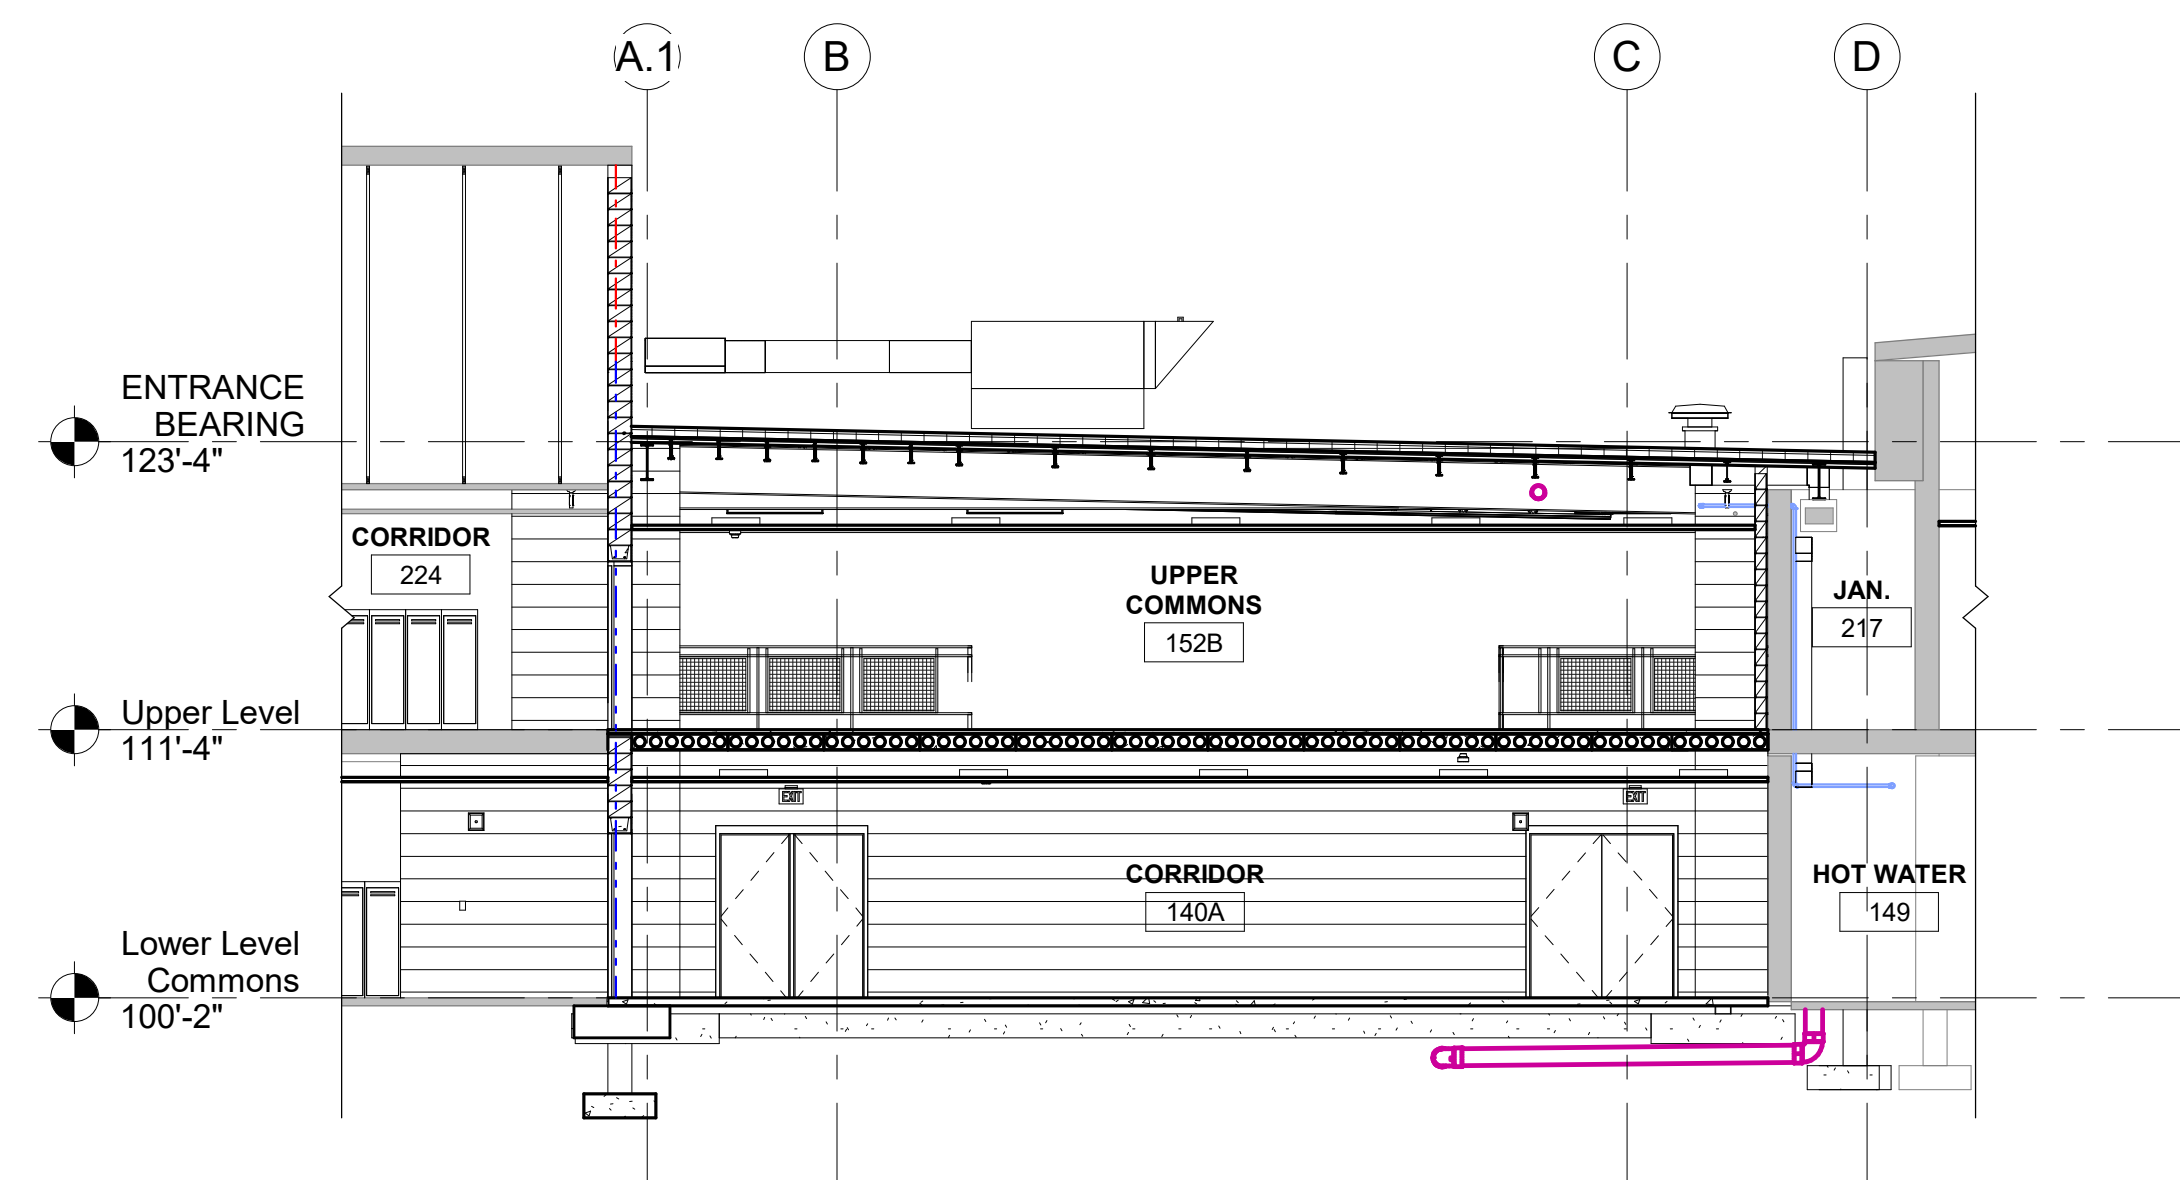 A.1
B
C
D
ENTRANCE
BEARING
123'-4"
CORRIDOR
224
UPPER
COMMONS
152B
JAN.
217
Upper Level
111'-4"
EXIT
EXIT
CORRIDOR
140A
HOT WATER
149
Lower Level
Commons
100'-2"